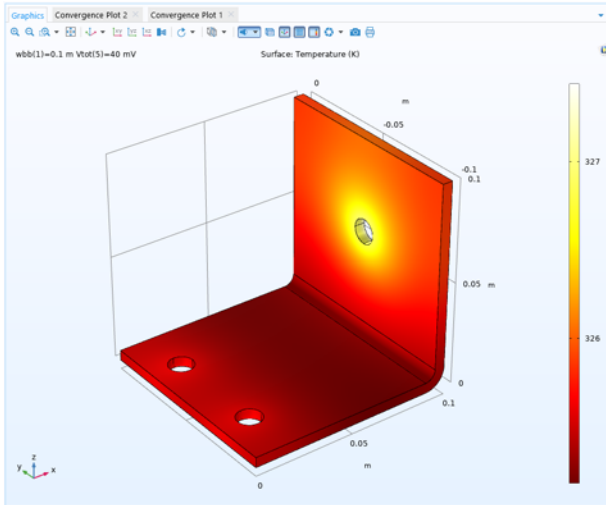 Graphics Convergence Plot 2 Convergence Plot 1
wbb(1)=0.1 m Vtot(5)=40 mV Surface: Temperature (K)
0
m
-0.05
-0.1
0.1
327
0.05 m
326
0
0.1
0.05
m
0
z
y x